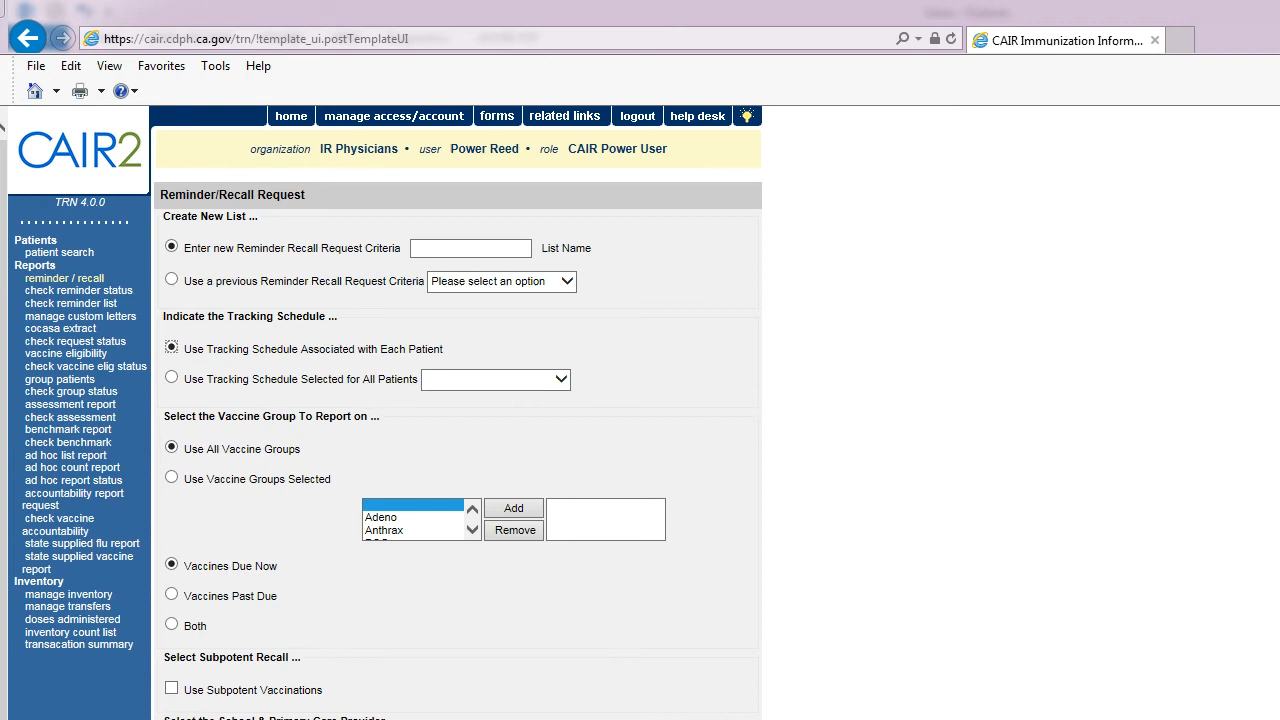 https://cair.cdph.ca.gov/trn/!template_ui.postTemplateUI
CAIR Immunization Inform...
File Edit View Favorites Tools Help
home manage access/account forms related links logout help desk
CAIR2
organization IR Physicians • user Power Reed • role CAIR Power User
TRN 4.0.0
Patients
patient search
Reports
reminder / recall
check reminder status
check reminder list
manage custom letters
cocasa extract
check request status
vaccine eligibility
check vaccine elig status
group patients
check group status
assessment report
check assessment
benchmark report
check benchmark
ad hoc list report
ad hoc count report
ad hoc report status
accountability report
request
check vaccine
accountability
state supplied flu report
state supplied vaccine
report
Inventory
manage inventory
manage transfers
doses administered
inventory count list
transacation summary
Reminder/Recall Request
Create New List ...
Enter new Reminder Recall Request Criteria List Name
Use a previous Reminder Recall Request Criteria Please select an option
Indicate the Tracking Schedule ...
Use Tracking Schedule Associated with Each Patient
Use Tracking Schedule Selected for All Patients
Select the Vaccine Group To Report on ...
Use All Vaccine Groups
Use Vaccine Groups Selected
Add
Adeno
Anthrax
Remove
Vaccines Due Now
Vaccines Past Due
Both
Select Subpotent Recall ...
Use Subpotent Vaccinations
Select the School & Primary Care Provider